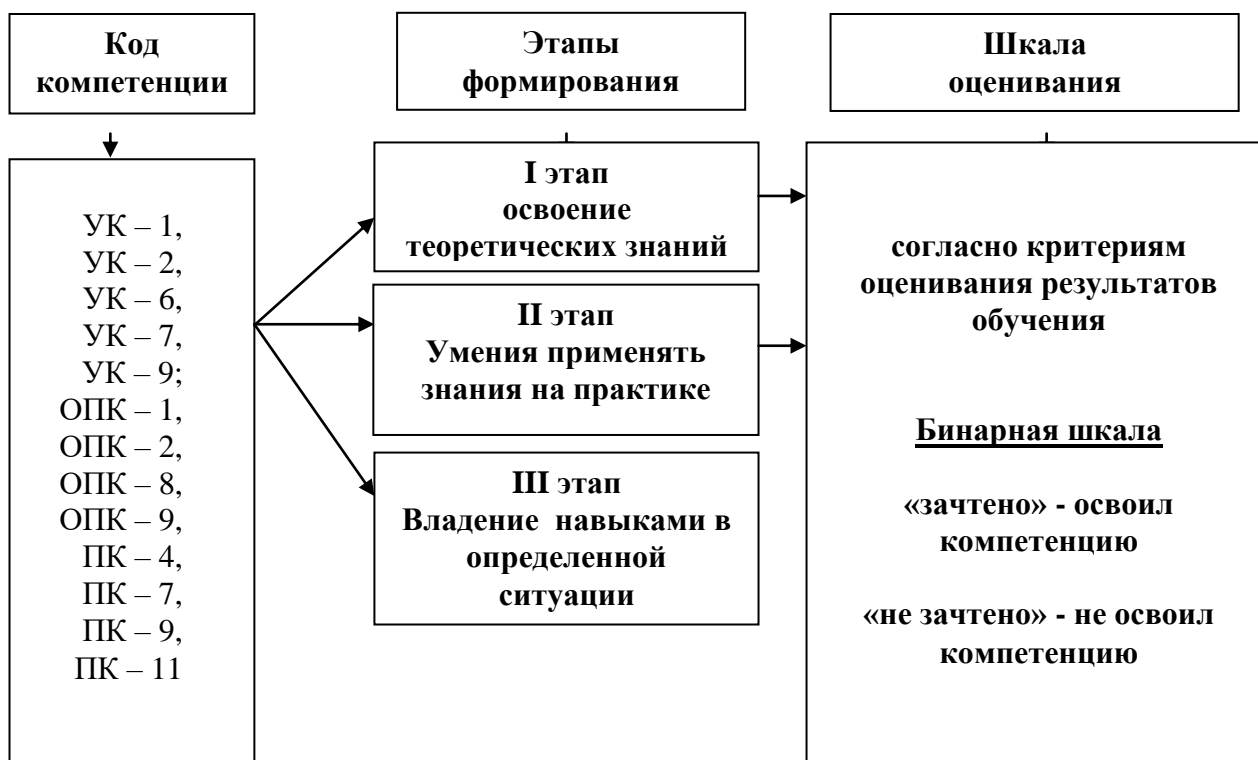 Код
компетенции
Этапы
формирования
Шкала
оценивания
УК – 1,
УК – 2,
УК – 6,
УК – 7,
УК – 9;
ОПК – 1,
ОПК – 2,
ОПК – 8,
ОПК – 9,
ПК – 4,
ПК – 7,
ПК – 9,
ПК – 11
I этап
освоение
теоретических знаний
II этап
Умения применять
знания на практике
III этап
Владение навыками в
определенной
ситуации
согласно критериям
оценивания результатов
обучения
Бинарная шкала
«зачтено» - освоил
компетенцию
«не зачтено» - не освоил
компетенцию